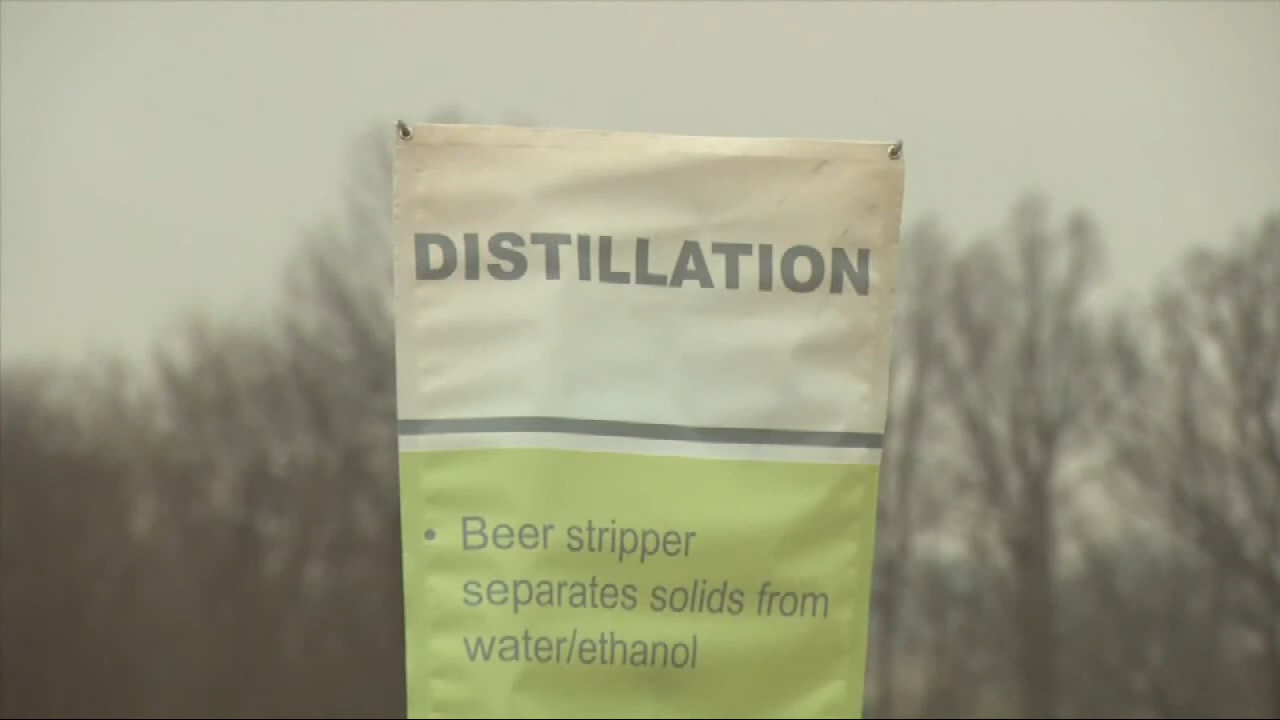 DISTILLATION
• Beer stripper
separates solids from
water/ethanol